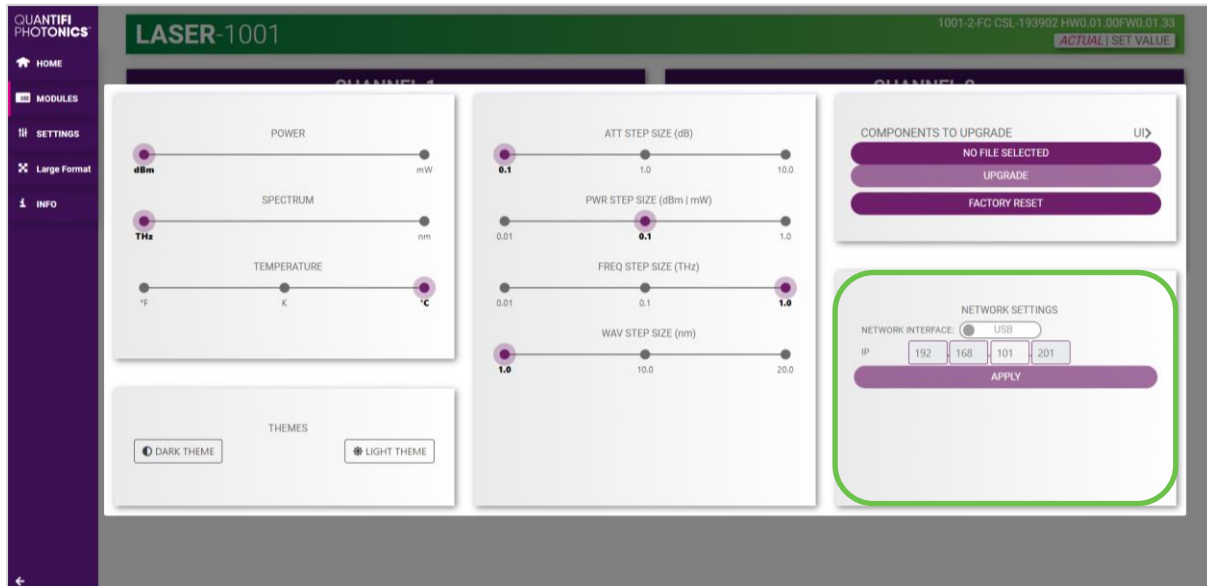 QUANTIFI
PHOTONICS™
HOME
MODULES
SETTINGS
Large Format
INFO
LASER-1001
1001-2-FC CSL-193902 HW0.01.00FW0.01.33
ACTUAL | SET VALUE
CHANNEL 1
CHANNEL 2
POWER
dBm
mW
SPECTRUM
THz
nm
TEMPERATURE
°F
K
°C
THEMES
DARK THEME
LIGHT THEME
ATT STEP SIZE (dB)
0.1
1.0
10.0
PWR STEP SIZE (dBm | mW)
0.01
0.1
1.0
FREQ STEP SIZE (THz)
0.01
0.1
1.0
WAV STEP SIZE (nm)
1.0
10.0
20.0
COMPONENTS TO UPGRADE UI>
NO FILE SELECTED
UPGRADE
FACTORY RESET
NETWORK SETTINGS
NETWORK INTERFACE: USB
IP 192 . 168 . 101 . 201
APPLY